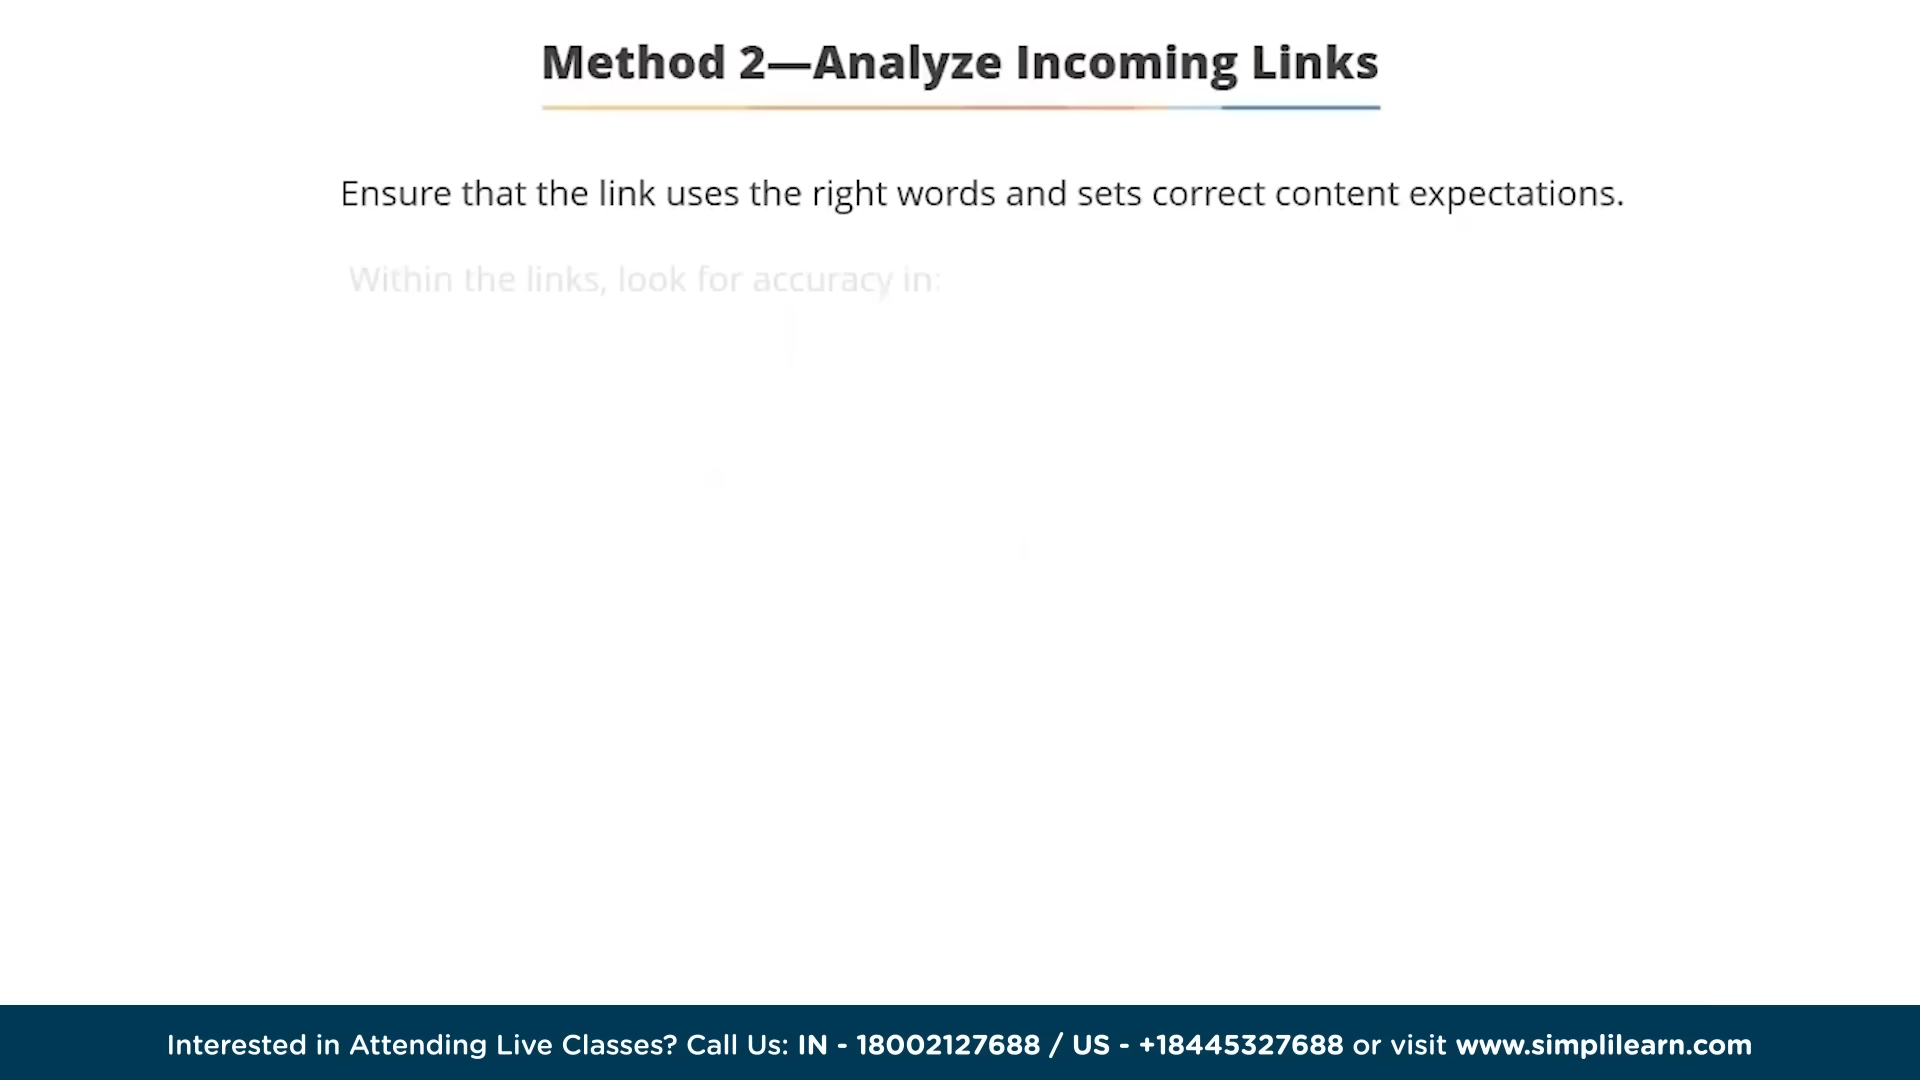 Method 2—Analyze Incoming Links
Ensure that the link uses the right words and sets correct content expectations.
Within the links, look for accuracy in:
Interested in Attending Live Classes? Call Us: IN - 18002127688 / US - +18445327688 or visit www.simplilearn.com